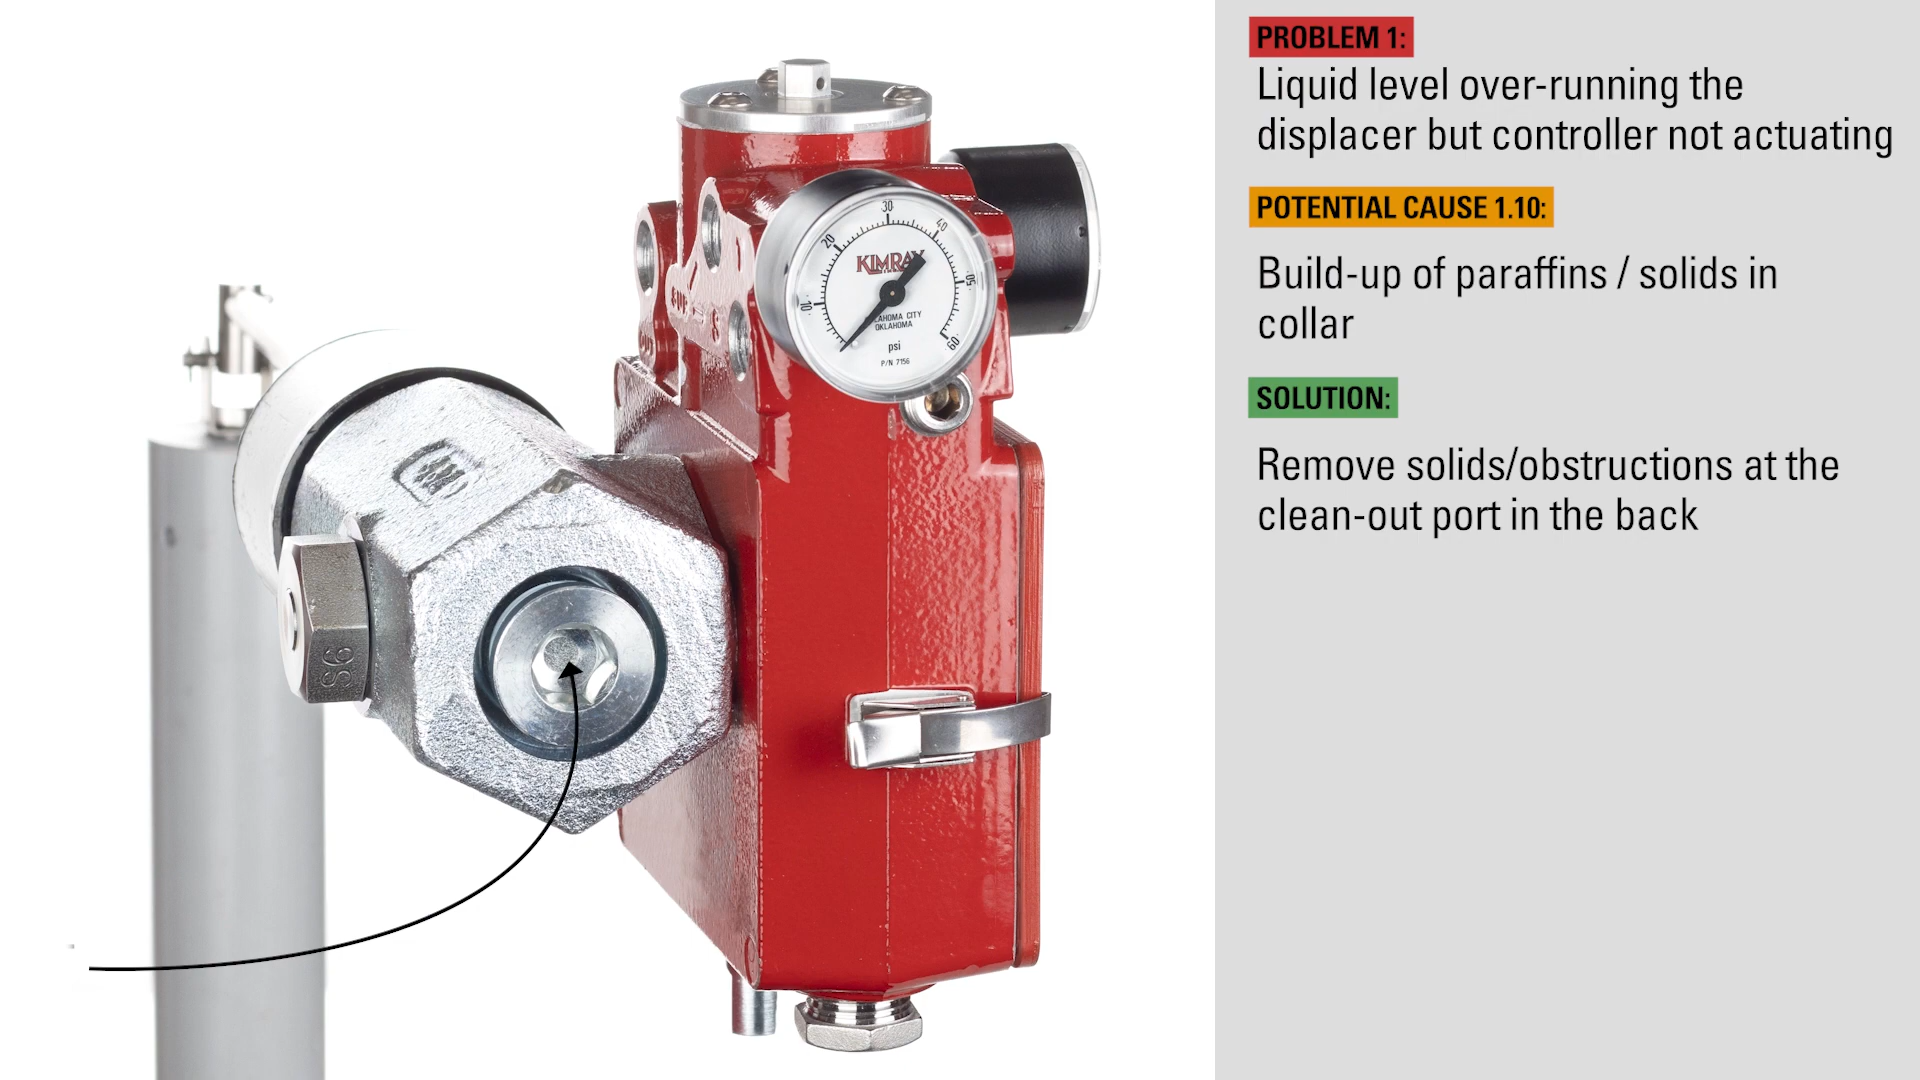 PROBLEM 1:
Liquid level over-running the
displacer but controller not actuating
POTENTIAL CAUSE 1.10:
Build-up of paraffins / solids in
collar
SOLUTION:
Remove solids/obstructions at the
clean-out port in the back
10
20
30
40
50
60
KIMRAY
OKLAHOMA
psi
P/N 7156
S6